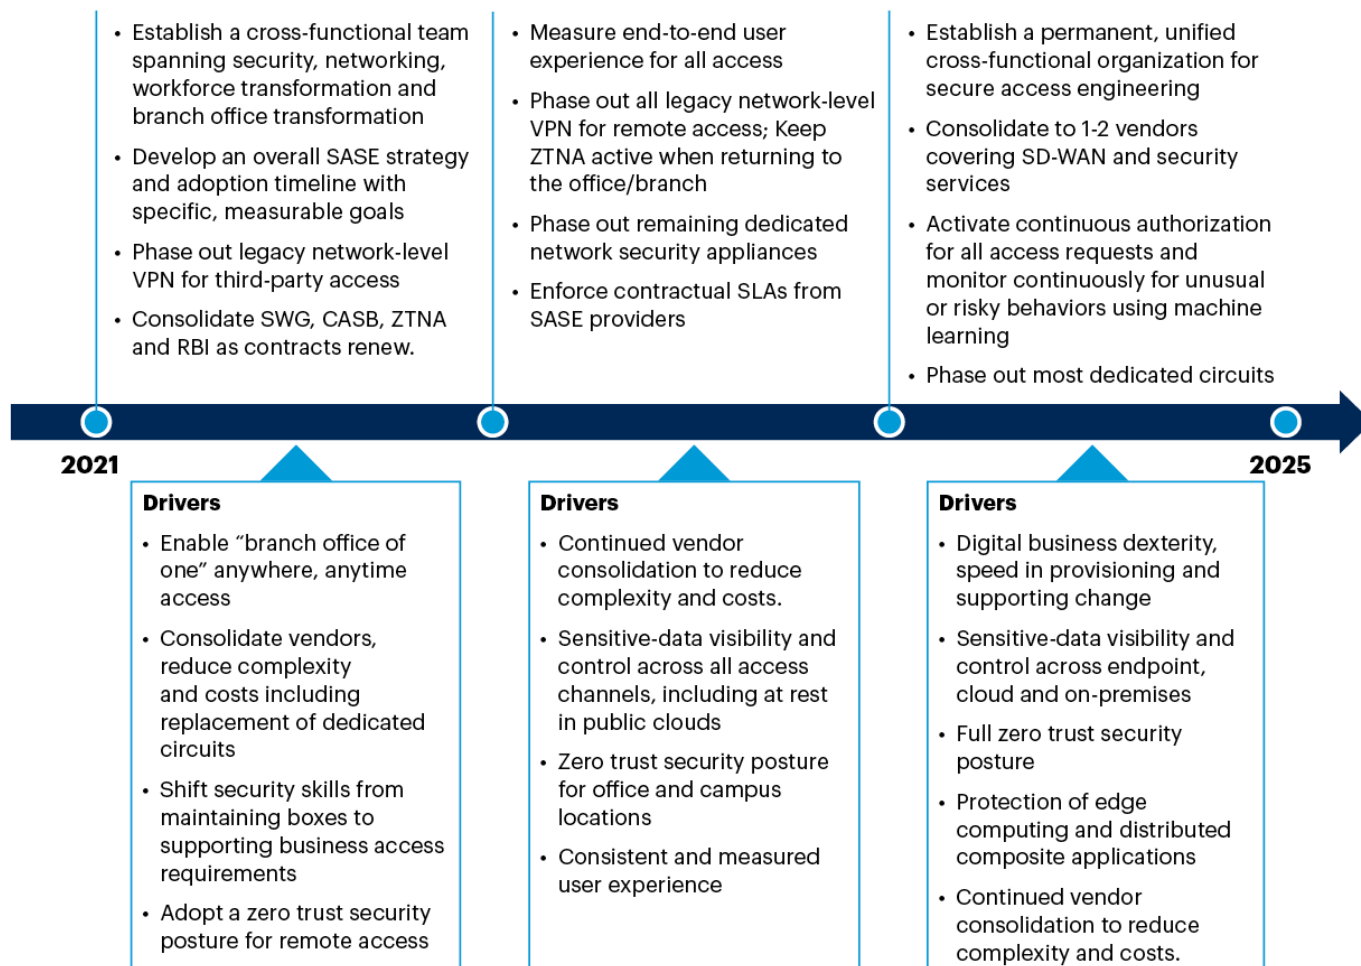 • Establish a cross-functional team
spanning security, networking,
workforce transformation and
branch office transformation
• Develop an overall SASE strategy
and adoption timeline with
specific, measurable goals
• Phase out legacy network-level
VPN for third-party access
• Consolidate SWG, CASB, ZTNA
and RBI as contracts renew.
• Measure end-to-end user
experience for all access
• Phase out all legacy network-level
VPN for remote access; Keep
ZTNA active when returning to
the office/branch
• Phase out remaining dedicated
network security appliances
• Enforce contractual SLAs from
SASE providers
• Establish a permanent, unified
cross-functional organization for
secure access engineering
• Consolidate to 1-2 vendors
covering SD-WAN and security
services
• Activate continuous authorization
for all access requests and
monitor continuously for unusual
or risky behaviors using machine
learning
• Phase out most dedicated circuits
2021
2025
Drivers
• Enable “branch office of
one” anywhere, anytime
access
• Consolidate vendors,
reduce complexity
and costs including
replacement of dedicated
circuits
• Shift security skills from
maintaining boxes to
supporting business access
requirements
• Adopt a zero trust security
posture for remote access
Drivers
• Continued vendor
consolidation to reduce
complexity and costs.
• Sensitive-data visibility and
control across all access
channels, including at rest
in public clouds
• Zero trust security posture
for office and campus
locations
• Consistent and measured
user experience
Drivers
• Digital business dexterity,
speed in provisioning and
supporting change
• Sensitive-data visibility and
control across endpoint,
cloud and on-premises
• Full zero trust security
posture
• Protection of edge
computing and distributed
composite applications
• Continued vendor
consolidation to reduce
complexity and costs.